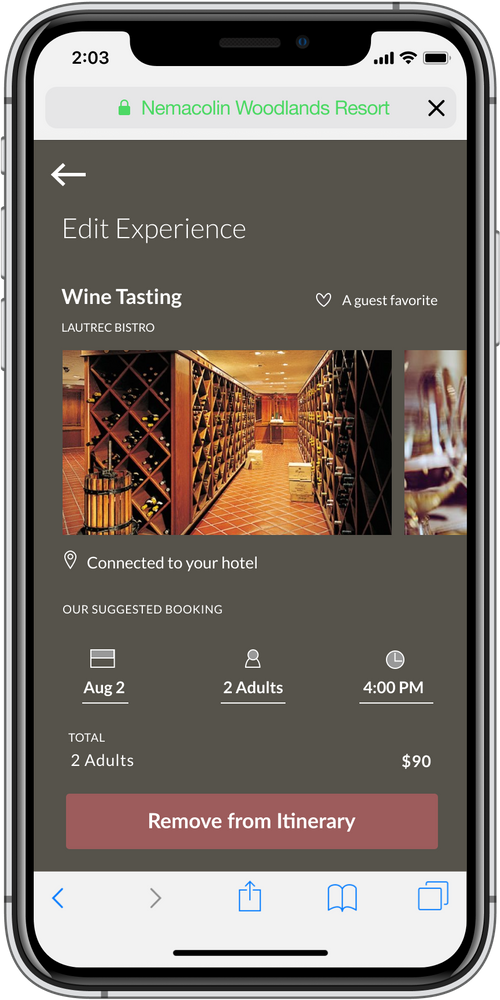 2:03
Nemacolin Woodlands Resort
Edit Experience
Wine Tasting
A guest favorite
LAUTREC BISTRO
Connected to your hotel
OUR SUGGESTED BOOKING
Aug 2
2 Adults
4:00 PM
TOTAL
2 Adults
$90
Remove from Itinerary